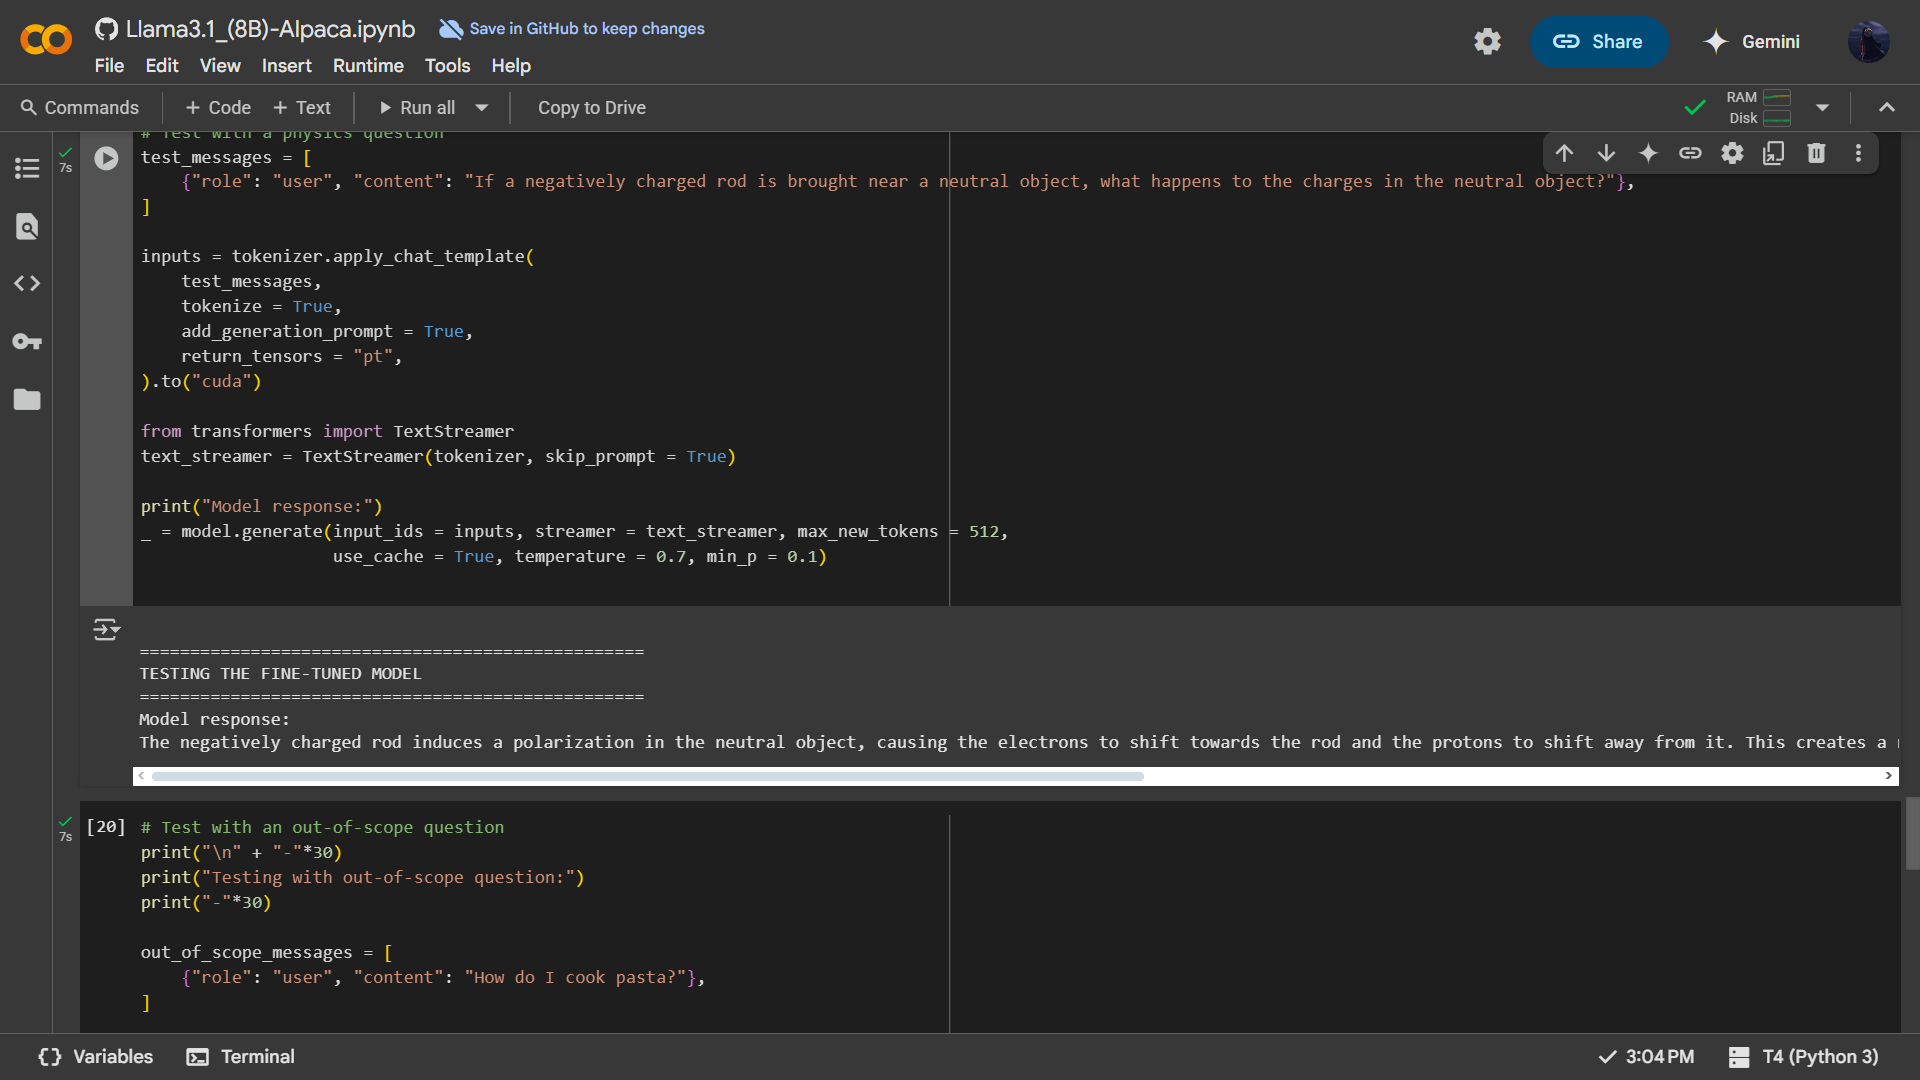 Llama3.1_(8B)-Alpaca.ipynb
Save in GitHub to keep changes
Share
Gemini
File Edit View Insert Runtime Tools Help
Commands
+ Code + Text
Run all
Copy to Drive
RAM
Disk
7s
# Test with a physics question
test_messages = [
    {"role": "user", "content": "If a negatively charged rod is brought near a neutral object, what happens to the charges in the neutral object?"},
]
inputs = tokenizer.apply_chat_template(
    test_messages,
    tokenize = True,
    add_generation_prompt = True,
    return_tensors = "pt",
).to("cuda")
from transformers import TextStreamer
text_streamer = TextStreamer(tokenizer, skip_prompt = True)
print("Model response:")
_ = model.generate(input_ids = inputs, streamer = text_streamer, max_new_tokens = 512,
                   use_cache = True, temperature = 0.7, min_p = 0.1)
==================================================
TESTING THE FINE-TUNED MODEL
==================================================
Model response:
The negatively charged rod induces a polarization in the neutral object, causing the electrons to shift towards the rod and the protons to shift away from it. This creates a
7s
[20] # Test with an out-of-scope question
print("\n" + "-"*30)
print("Testing with out-of-scope question:")
print("-"*30)
out_of_scope_messages = [
    {"role": "user", "content": "How do I cook pasta?"},
]
Variables
Terminal
3:04 PM
T4 (Python 3)